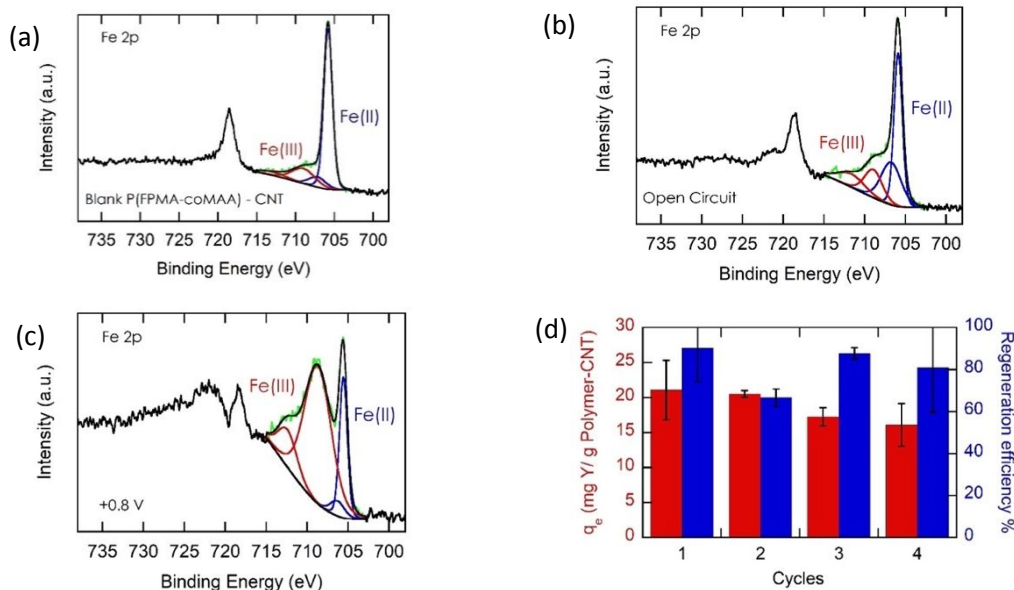 (a)
Fe 2p
Intensity (a.u.)
Fe(III)
Fe(II)
Blank P(FPMA-coMAA) - CNT
735 730 725 720 715 710 705 700
Binding Energy (eV)
(b)
Fe 2p
Intensity (a.u.)
Fe(III)
Fe(II)
Open Circuit
735 730 725 720 715 710 705 700
Binding Energy (eV)
(c)
Fe 2p
Intensity (a.u.)
Fe(III)
Fe(II)
+0.8 V
735 730 725 720 715 710 705 700
Binding Energy (eV)
(d)
qe (mg Y/ g Polymer-CNT)
30
25
20
15
10
5
0
100
80
60
40
20
0
Regeneration efficiency %
1 2 3 4
Cycles